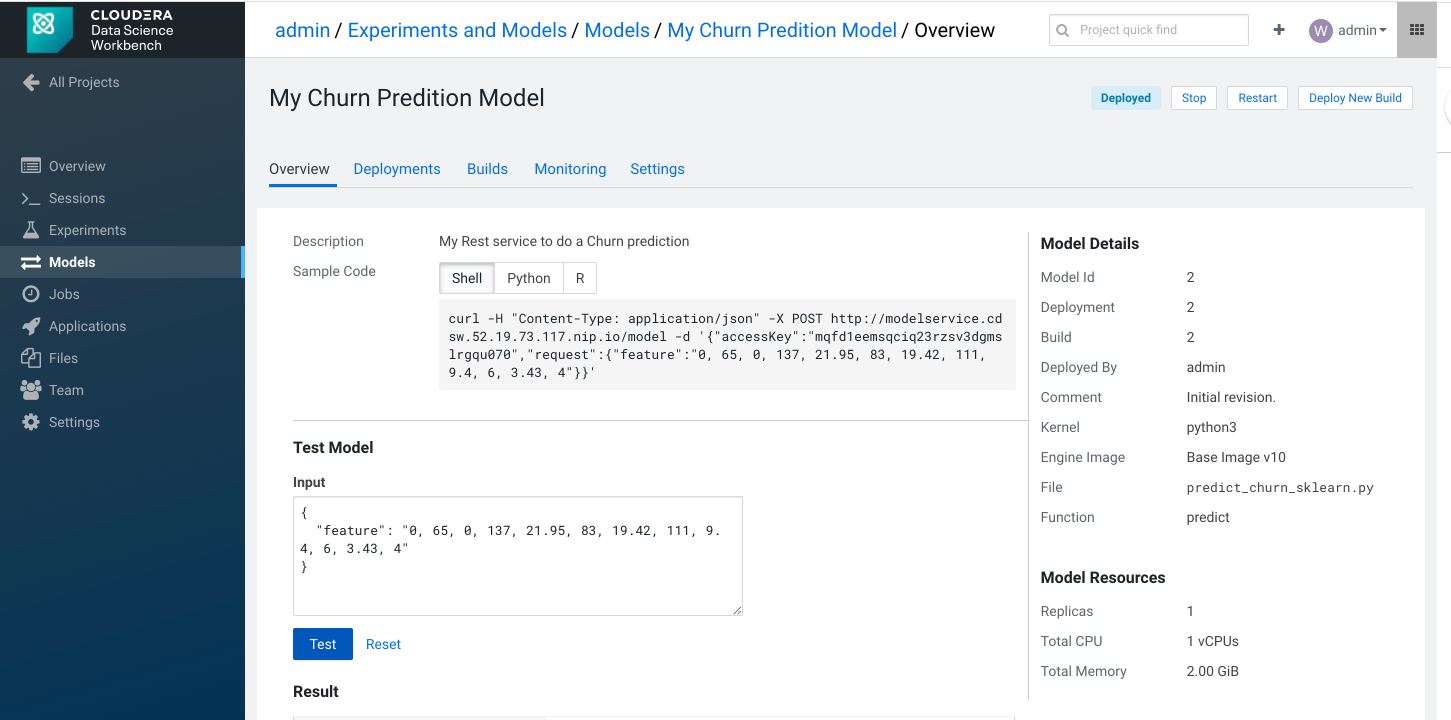 CLOUDERA
Data Science
Workbench
admin / Experiments and Models / Models / My Churn Predition Model / Overview
Project quick find
+
W
admin
All Projects
Overview
Sessions
Experiments
Models
Jobs
Applications
Files
Team
Settings
My Churn Predition Model
Deployed
Stop
Restart
Deploy New Build
Overview
Deployments
Builds
Monitoring
Settings
Description
My Rest service to do a Churn prediction
Sample Code
Shell
Python
R
curl -H "Content-Type: application/json" -X POST http://modelservice.cd
sw.52.19.73.117.nip.io/model -d '{"accessKey":"mqfd1eemsqciq23rzsv3dgms
lrgqu070","request":{"feature":"0, 65, 0, 137, 21.95, 83, 19.42, 111,
9.4, 6, 3.43, 4"}}'
Test Model
Input
{
"feature": "0, 65, 0, 137, 21.95, 83, 19.42, 111, 9.
4, 6, 3.43, 4"
}
Test
Reset
Result
Model Details
Model Id 2
Deployment 2
Build 2
Deployed By admin
Comment Initial revision.
Kernel python3
Engine Image Base Image v10
File predict_churn_sklearn.py
Function predict
Model Resources
Replicas 1
Total CPU 1 vCPUs
Total Memory 2.00 GiB